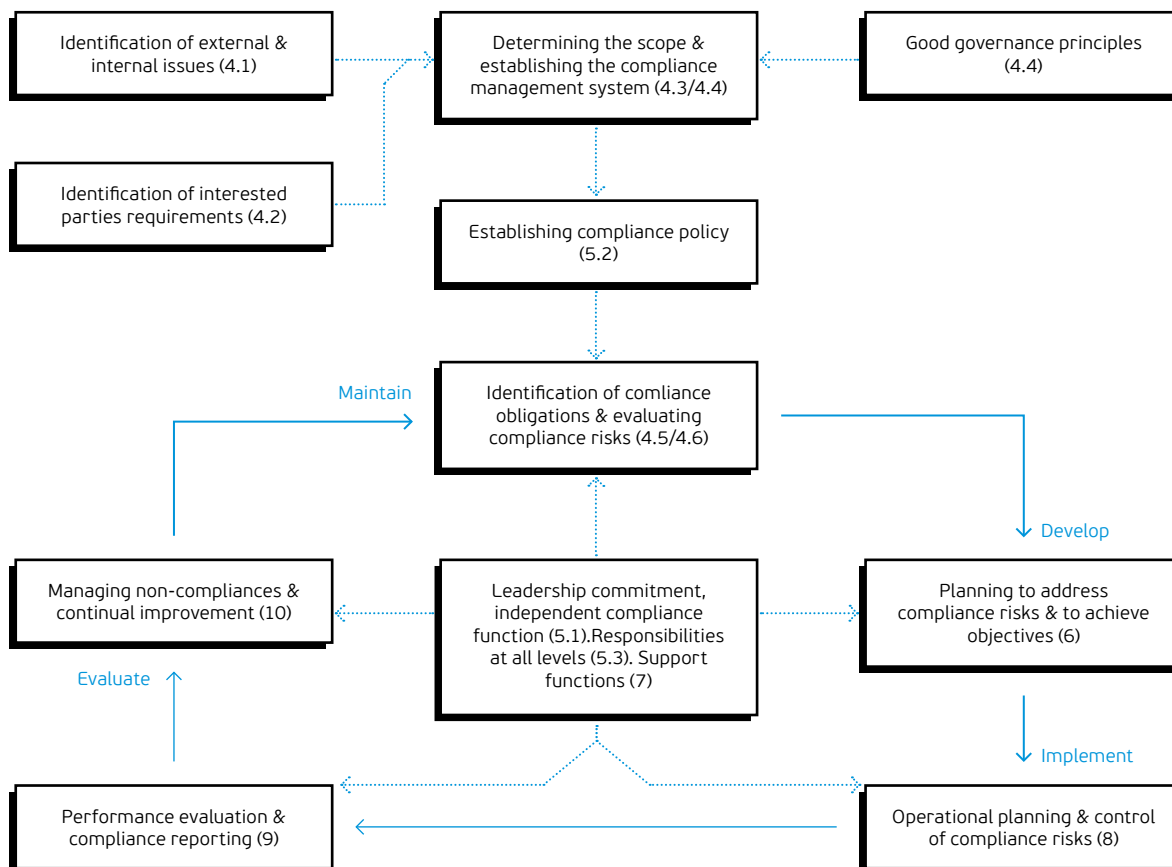 Identification of external &
internal issues (4.1)
Determining the scope &
establishing the compliance
management system (4.3/4.4)
Good governance principles
(4.4)
Identification of interested
parties requirements (4.2)
Establishing compliance policy
(5.2)
Maintain
Identification of comliance
obligations & evaluating
compliance risks (4.5/4.6)
Develop
Managing non-compliances &
continual improvement (10)
Leadership commitment,
independent compliance
function (5.1).Responsibilities
at all levels (5.3). Support
functions (7)
Planning to address
compliance risks & to achieve
objectives (6)
Evaluate
Implement
Performance evaluation &
compliance reporting (9)
Operational planning & control
of compliance risks (8)